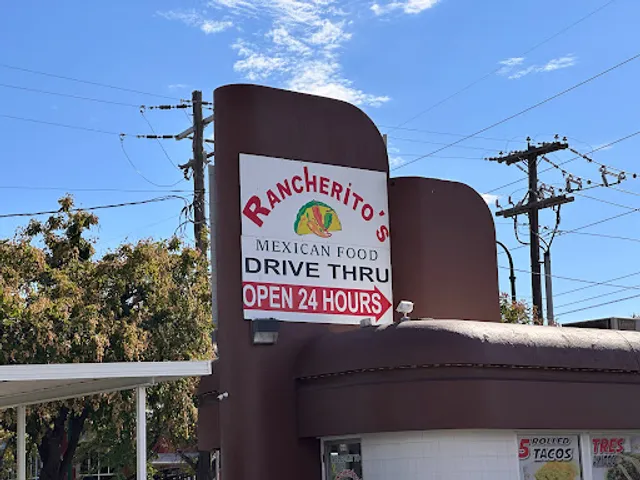 RANCHERITO'S
MEXICAN FOOD
DRIVE THRU
OPEN 24 HOURS
5 ROLLED
TACOS
TRES